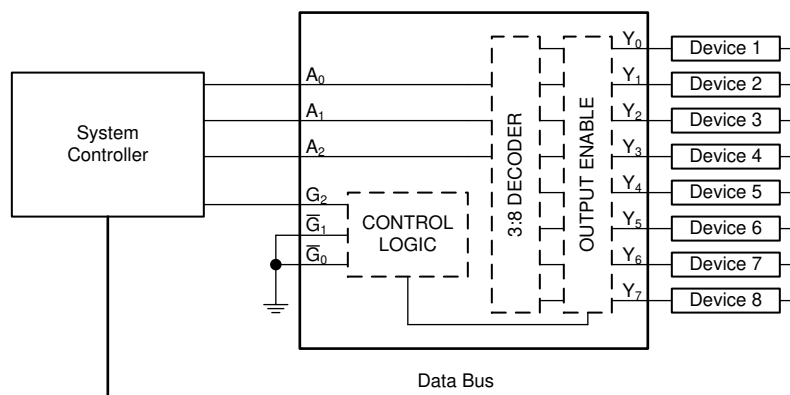 System
Controller
A0
A1
A2
G2
G̅1
G̅0
CONTROL
LOGIC
3:8 DECODER
OUTPUT ENABLE
Y0
Y1
Y2
Y3
Y4
Y5
Y6
Y7
Device 1
Device 2
Device 3
Device 4
Device 5
Device 6
Device 7
Device 8
Data Bus